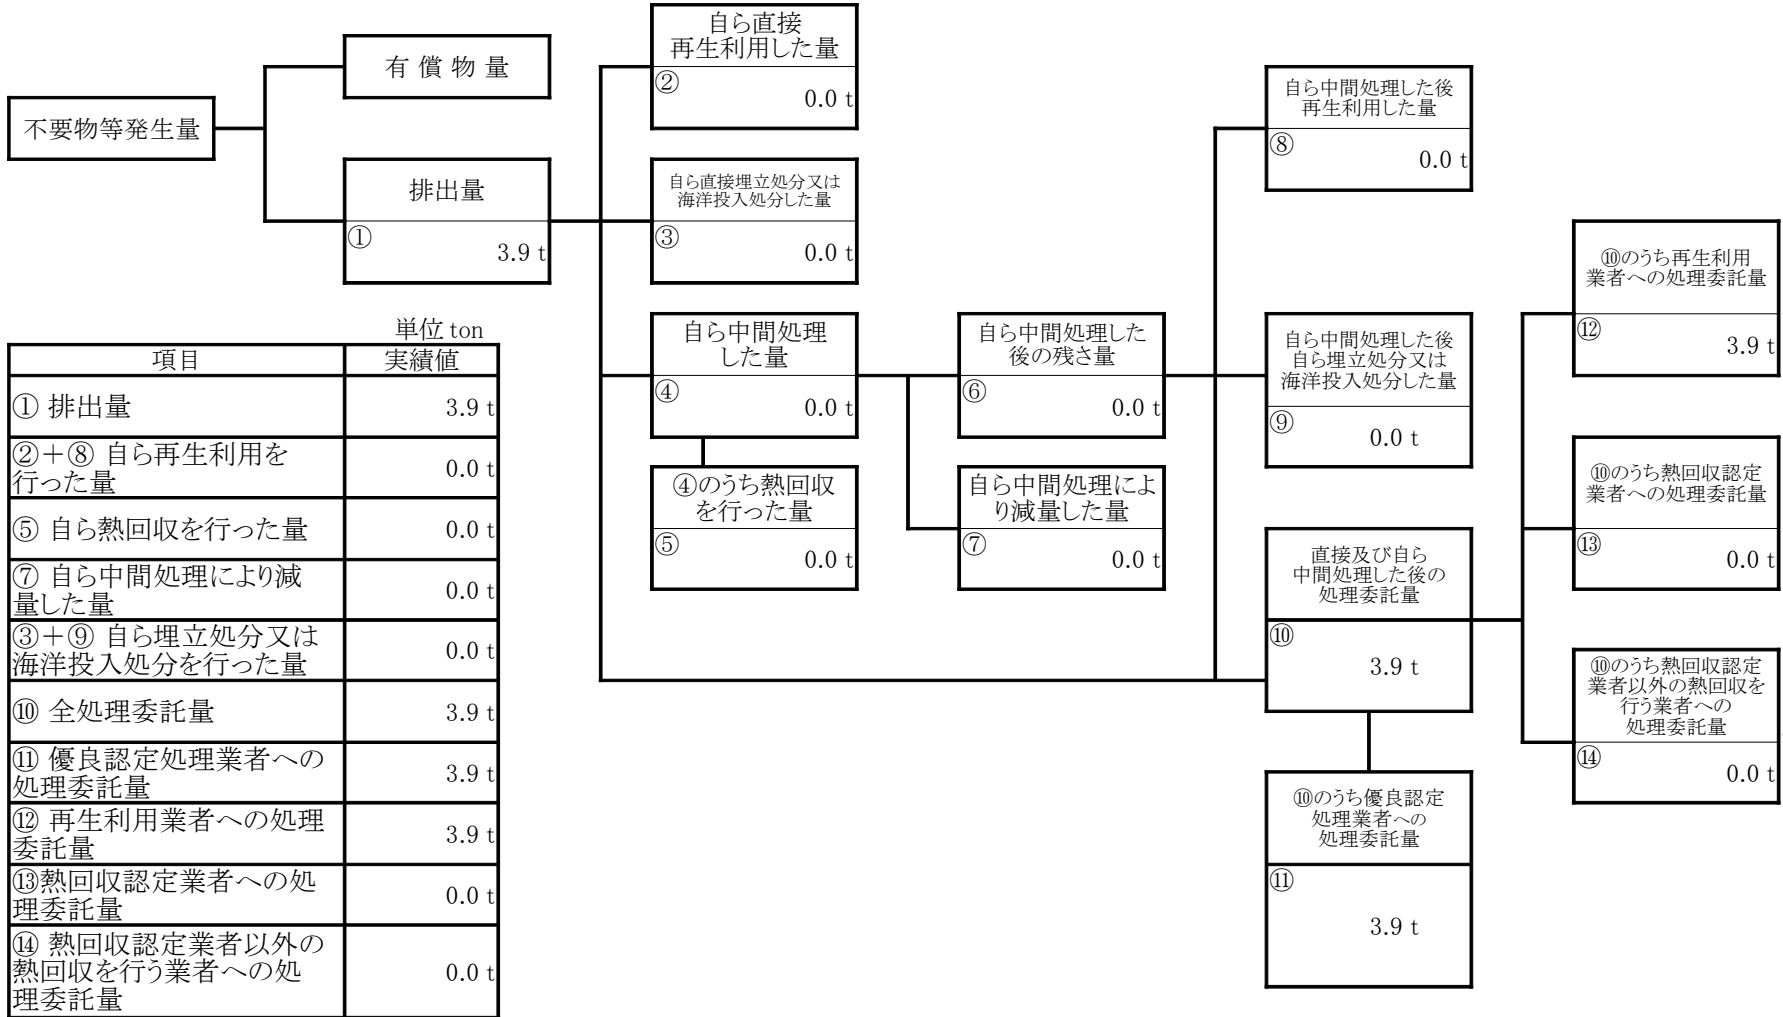 不要物等発生量
有 償 物 量
排出量
①
3.9 t
自ら直接
再生利用した量
②
0.0 t
自ら直接埋立処分又は
海洋投入処分した量
③
0.0 t
自ら中間処理
した量
④
0.0 t
④のうち熱回収
を行った量
⑤
0.0 t
自ら中間処理した
後の残さ量
⑥
0.0 t
自ら中間処理によ
り減量した量
⑦
0.0 t
自ら中間処理した後
再生利用した量
⑧
0.0 t
自ら中間処理した後
自ら埋立処分又は
海洋投入処分した量
⑨
0.0 t
直接及び自ら
中間処理した後の
処理委託量
⑩
3.9 t
⑩のうち優良認定
処理業者への
処理委託量
⑪
3.9 t
⑩のうち再生利用
業者への処理委託量
⑫
3.9 t
⑩のうち熱回収認定
業者への処理委託量
⑬
0.0 t
⑩のうち熱回収認定
業者以外の熱回収を
行う業者への
処理委託量
⑭
0.0 t
単位 ton
項目 実績値
① 排出量 3.9 t
②＋⑧ 自ら再生利用を
行った量 0.0 t
⑤ 自ら熱回収を行った量 0.0 t
⑦ 自ら中間処理により減
量した量 0.0 t
③＋⑨ 自ら埋立処分又は
海洋投入処分を行った量 0.0 t
⑩ 全処理委託量 3.9 t
⑪ 優良認定処理業者への
処理委託量 3.9 t
⑫ 再生利用業者への処理
委託量 3.9 t
⑬熱回収認定業者への処
理委託量 0.0 t
⑭ 熱回収認定業者以外の
熱回収を行う業者への処
理委託量 0.0 t